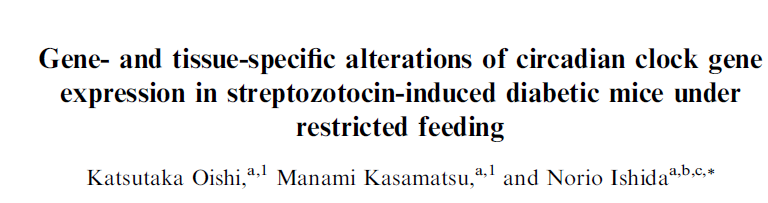 Gene- and tissue-specific alterations of circadian clock gene
expression in streptozotocin-induced diabetic mice under
restricted feeding
Katsutaka Oishi,a,1 Manami Kasamatsu,a,1 and Norio Ishidaa,b,c,*